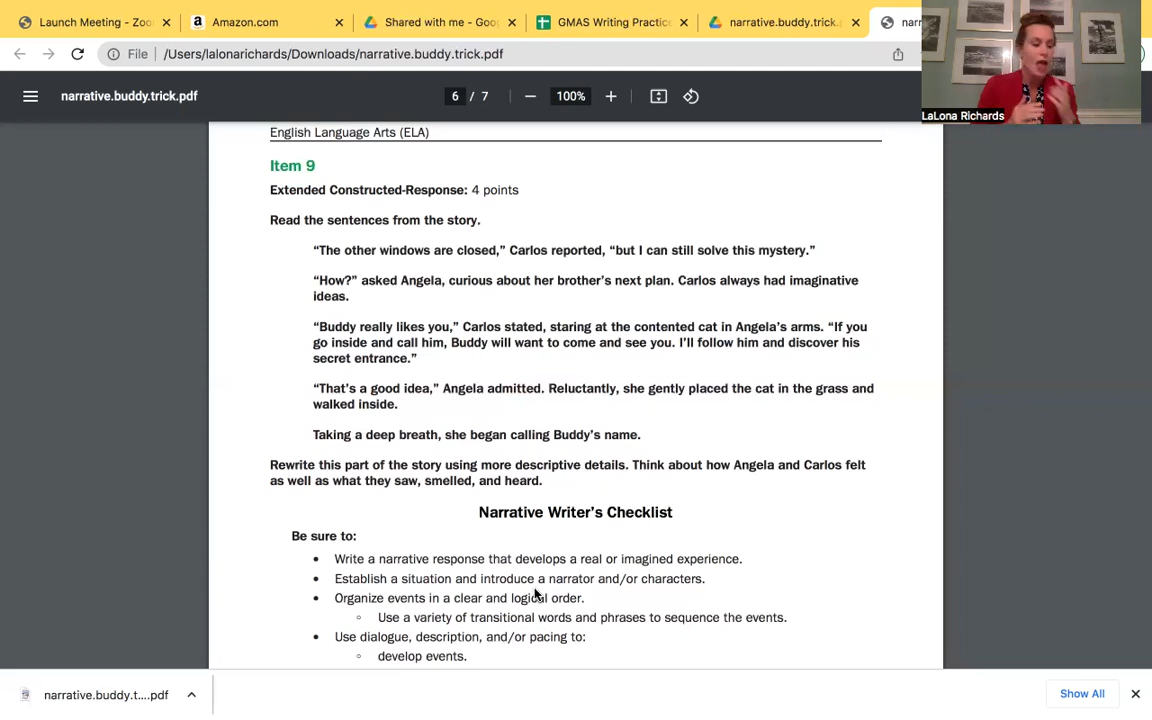 Launch Meeting - Zoo
Amazon.com
Shared with me - Goo
GMAS Writing Practice
narrative.buddy.trick.
narr
File
/Users/lalonarichards/Downloads/narrative.buddy.trick.pdf
narrative.buddy.trick.pdf
6 / 7
100%
LaLona Richards
English Language Arts (ELA)
Item 9
Extended Constructed-Response: 4 points
Read the sentences from the story.
“The other windows are closed,” Carlos reported, “but I can still solve this mystery.”
“How?” asked Angela, curious about her brother’s next plan. Carlos always had imaginative
ideas.
“Buddy really likes you,” Carlos stated, staring at the contented cat in Angela’s arms. “If you
go inside and call him, Buddy will want to come and see you. I’ll follow him and discover his
secret entrance.”
“That’s a good idea,” Angela admitted. Reluctantly, she gently placed the cat in the grass and
walked inside.
Taking a deep breath, she began calling Buddy’s name.
Rewrite this part of the story using more descriptive details. Think about how Angela and Carlos felt
as well as what they saw, smelled, and heard.
Narrative Writer’s Checklist
Be sure to:
• Write a narrative response that develops a real or imagined experience.
• Establish a situation and introduce a narrator and/or characters.
• Organize events in a clear and logical order.
◦ Use a variety of transitional words and phrases to sequence the events.
• Use dialogue, description, and/or pacing to:
◦ develop events.
narrative.buddy.t....pdf
Show All